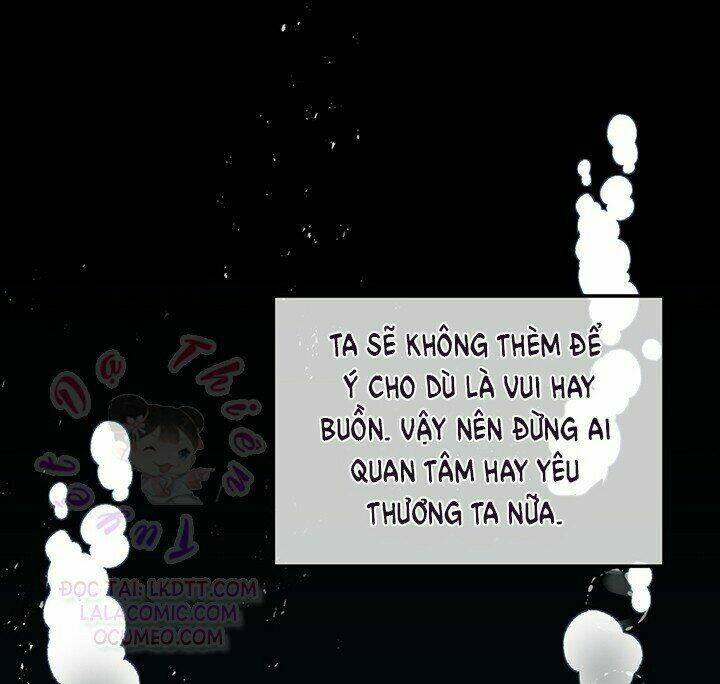 TA SẼ KHÔNG THÈM ĐỂ
Ý CHO DÙ LÀ VUI HAY
BUỒN. VẬY NÊN ĐỪNG AI
QUAN TÂM HAY YÊU
THƯƠNG TA NỮA.
Dạ Thiên
Tử
ĐỌC TẠI: LKDTT.COM
LALACOMIC.COM
OCUMEO.COM